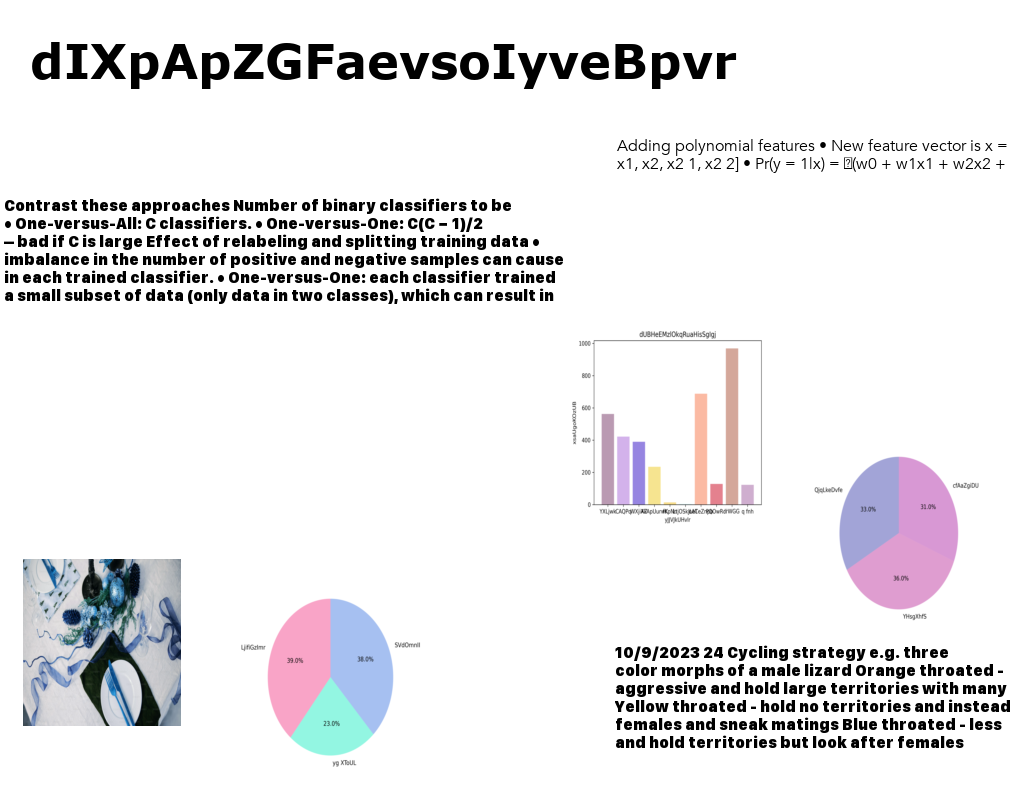 dIXpApZGFaevsoIyveBpvr
Adding polynomial features • New feature vector is x =
x1, x2, x2 1, x2 2] • Pr(y = 1|x) = (w0 + w1x1 + w2x2 +
Contrast these approaches Number of binary classifiers to be
• One-versus-All: C classifiers. • One-versus-One: C(C − 1)/2
– bad if C is large Effect of relabeling and splitting training data •
imbalance in the number of positive and negative samples can cause
in each trained classifier. • One-versus-One: each classifier trained
a small subset of data (only data in two classes), which can result in
dUBHeEMzIOkqRuaHisSgIgj
1000
800
600
400
200
0
q fnh
QjqLkeDvfe
cfAaZgIDU
33.0%
31.0%
36.0%
YHsgXhfS
LjifiGzImr
SVdOmnIl
39.0%
38.0%
23.0%
yg XToUL
10/9/2023 24 Cycling strategy e.g. three
color morphs of a male lizard Orange throated -
aggressive and hold large territories with many
Yellow throated - hold no territories and instead
females and sneak matings Blue throated - less
and hold territories but look after females